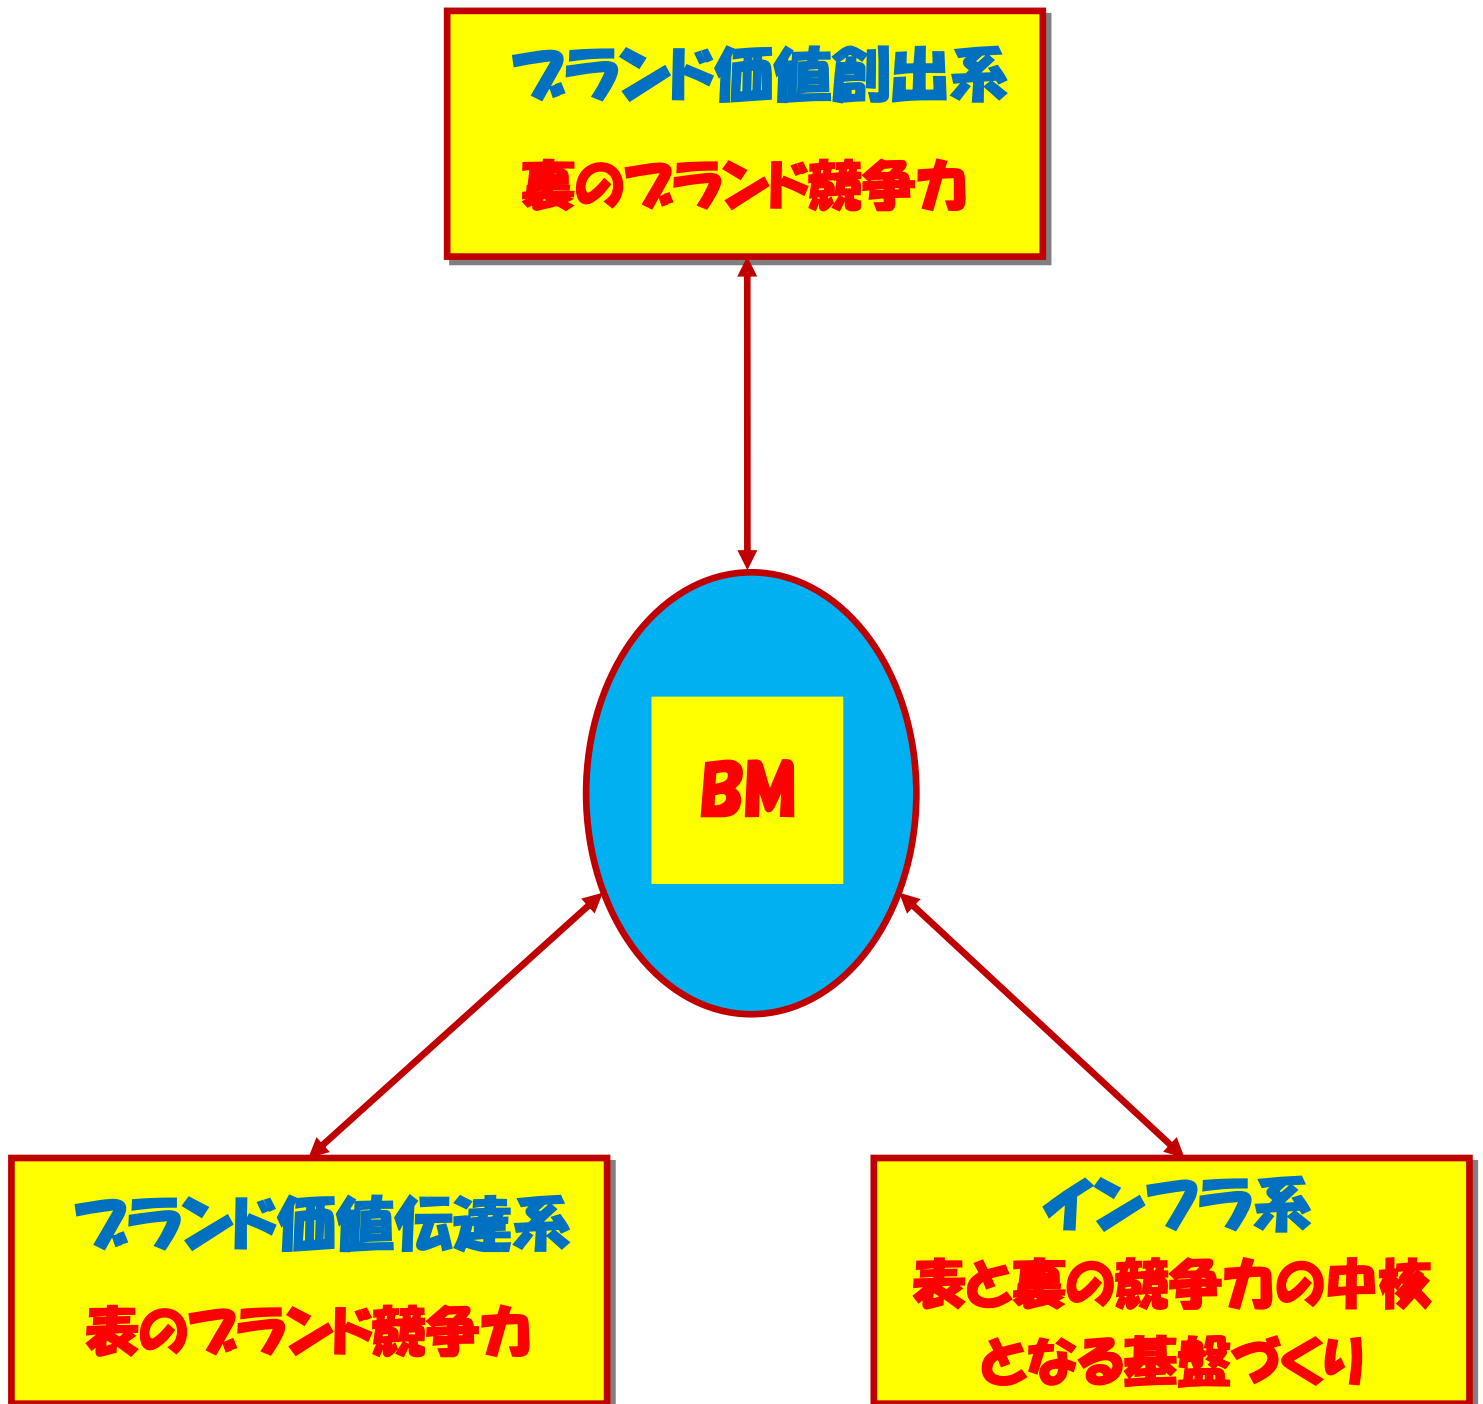 ブランド価値創出系
裏のブランド競争力
BM
ブランド価値伝達系
表のブランド競争力
インフラ系
表と裏の競争力の中核
となる基盤づくり